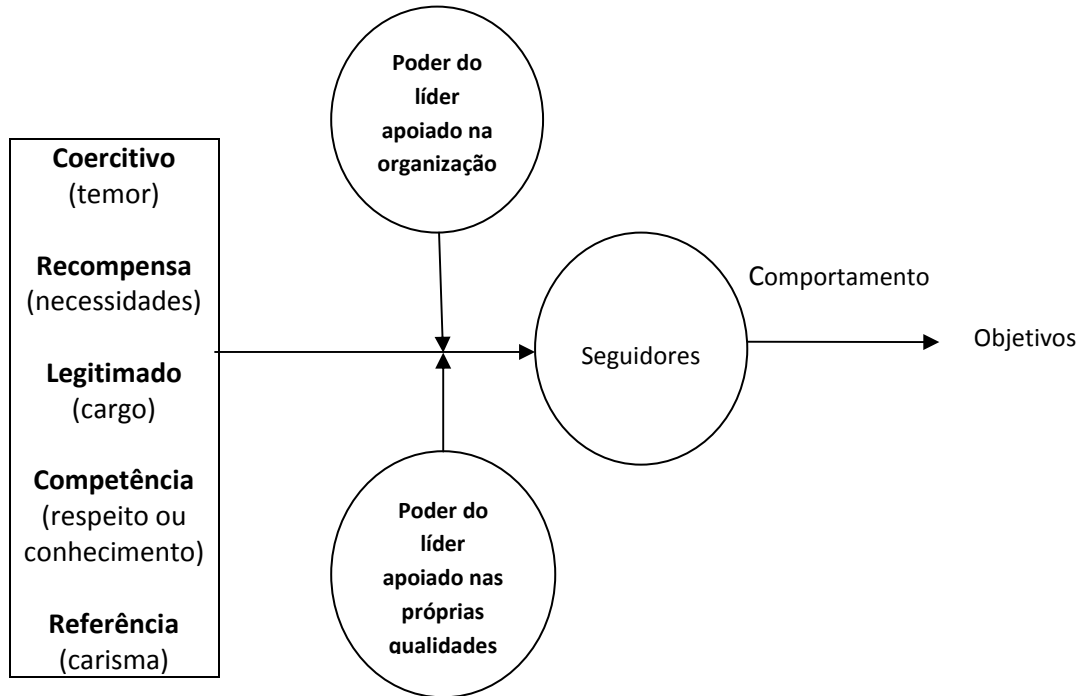 Coercitivo
(temor)
Recompensa
(necessidades)
Legitimado
(cargo)
Competência
(respeito ou
conhecimento)
Referência
(carisma)
Poder do
líder
apoiado na
organização
Poder do
líder
apoiado nas
próprias
qualidades
Seguidores
Comportamento
Objetivos